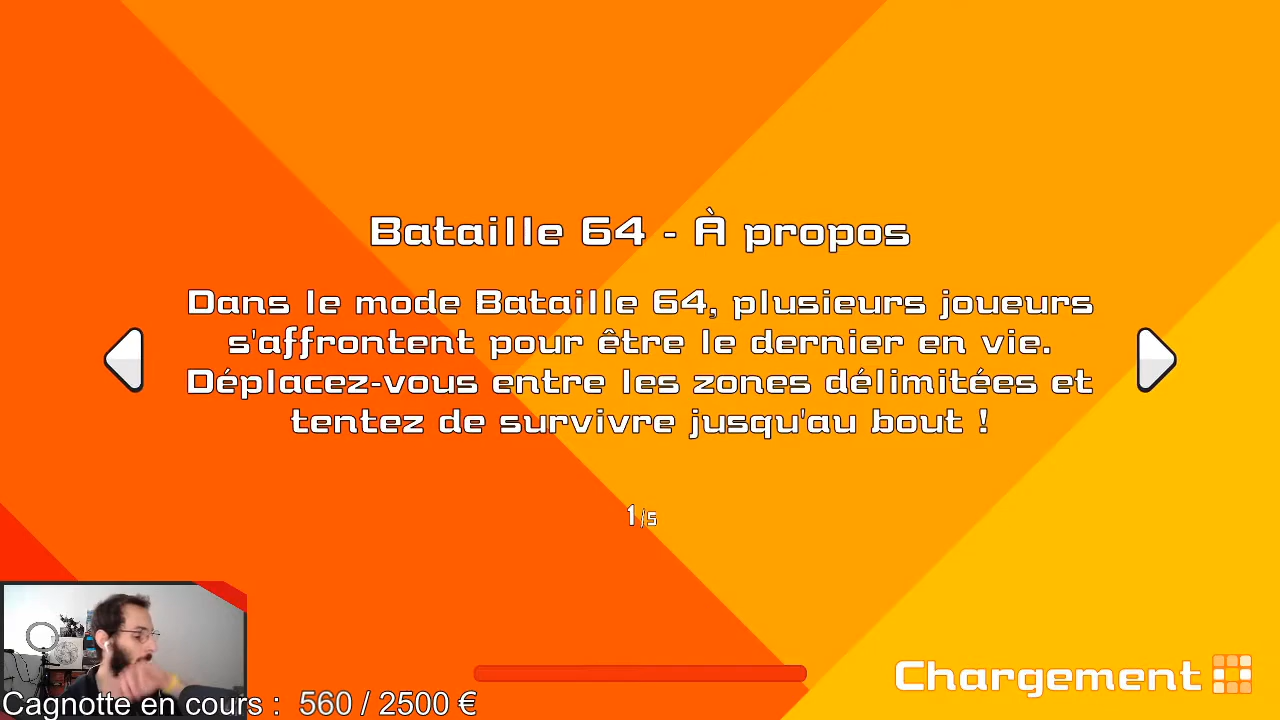 Bataille 64 - À propos
Dans le mode Bataille 64, plusieurs joueurs
s'affrontent pour être le dernier en vie.
Déplacez-vous entre les zones délimitées et
tentez de survivre jusqu'au bout !
1/5
Chargement
Cagnotte en cours : 560 / 2500 €